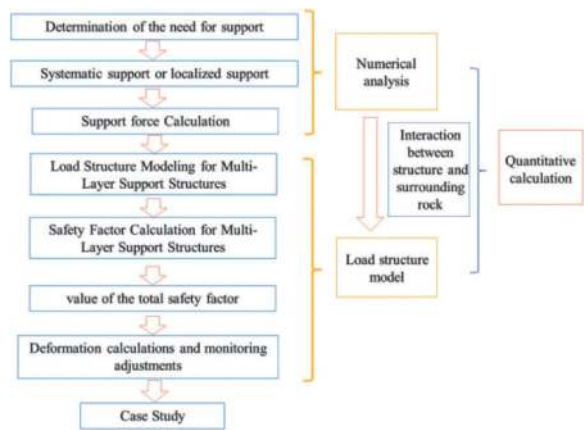 Determination of the need for support
Systematic support or localized support
Support force Calculation
Load Structure Modeling for Multi-
Layer Support Structures
Safety Factor Calculation for Multi-
Layer Support Structures
value of the total safety factor
Deformation calculations and monitoring
adjustments
Case Study
Numerical
analysis
Interaction
between
structure and
surrounding
rock
Load structure
model
Quantitative
calculation